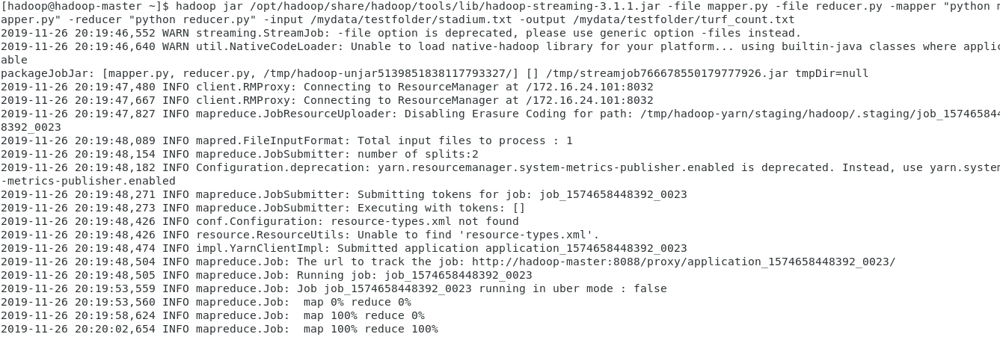 [hadoop@hadoop-master ~]$ hadoop jar /opt/hadoop/share/hadoop/tools/lib/hadoop-streaming-3.1.1.jar -file mapper.py -file reducer.py -mapper "python m
apper.py" -reducer "python reducer.py" -input /mydata/testfolder/stadium.txt -output /mydata/testfolder/turf_count.txt
2019-11-26 20:19:46,552 WARN streaming.StreamJob: -file option is deprecated, please use generic option -files instead.
2019-11-26 20:19:46,640 WARN util.NativeCodeLoader: Unable to load native-hadoop library for your platform... using builtin-java classes where applic
able
packageJobJar: [mapper.py, reducer.py, /tmp/hadoop-unjar5139851838117793327/] [] /tmp/streamjob766678550179777926.jar tmpDir=null
2019-11-26 20:19:47,480 INFO client.RMProxy: Connecting to ResourceManager at /172.16.24.101:8032
2019-11-26 20:19:47,667 INFO client.RMProxy: Connecting to ResourceManager at /172.16.24.101:8032
2019-11-26 20:19:47,827 INFO mapreduce.JobResourceUploader: Disabling Erasure Coding for path: /tmp/hadoop-yarn/staging/hadoop/.staging/job_157465844
8392_0023
2019-11-26 20:19:48,089 INFO mapred.FileInputFormat: Total input files to process : 1
2019-11-26 20:19:48,154 INFO mapreduce.JobSubmitter: number of splits:2
2019-11-26 20:19:48,182 INFO Configuration.deprecation: yarn.resourcemanager.system-metrics-publisher.enabled is deprecated. Instead, use yarn.system
-metrics-publisher.enabled
2019-11-26 20:19:48,271 INFO mapreduce.JobSubmitter: Submitting tokens for job: job_1574658448392_0023
2019-11-26 20:19:48,273 INFO mapreduce.JobSubmitter: Executing with tokens: []
2019-11-26 20:19:48,426 INFO conf.Configuration: resource-types.xml not found
2019-11-26 20:19:48,426 INFO resource.ResourceUtils: Unable to find 'resource-types.xml'.
2019-11-26 20:19:48,474 INFO impl.YarnClientImpl: Submitted application application_1574658448392_0023
2019-11-26 20:19:48,504 INFO mapreduce.Job: The url to track the job: http://hadoop-master:8088/proxy/application_1574658448392_0023/
2019-11-26 20:19:48,505 INFO mapreduce.Job: Running job: job_1574658448392_0023
2019-11-26 20:19:53,559 INFO mapreduce.Job: Job job_1574658448392_0023 running in uber mode : false
2019-11-26 20:19:53,560 INFO mapreduce.Job:  map 0% reduce 0%
2019-11-26 20:19:58,624 INFO mapreduce.Job:  map 100% reduce 0%
2019-11-26 20:20:02,654 INFO mapreduce.Job:  map 100% reduce 100%